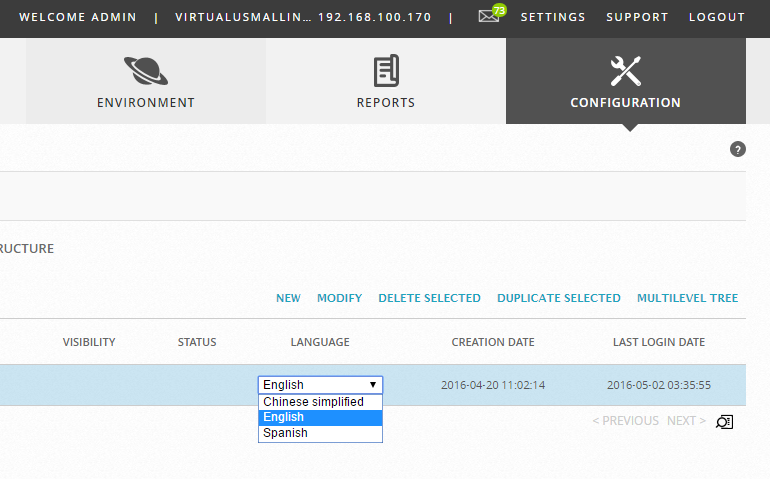 WELCOME ADMIN | VIRTUALUSMALLIN... 192.168.100.170 | 73 SETTINGS SUPPORT LOGOUT
ENVIRONMENT REPORTS CONFIGURATION
?
RUCTURE
NEW MODIFY DELETE SELECTED DUPLICATE SELECTED MULTILEVEL TREE
VISIBILITY STATUS LANGUAGE CREATION DATE LAST LOGIN DATE
English 2016-04-20 11:02:14 2016-05-02 03:35:55
Chinese simplified
English
Spanish
< PREVIOUS NEXT >